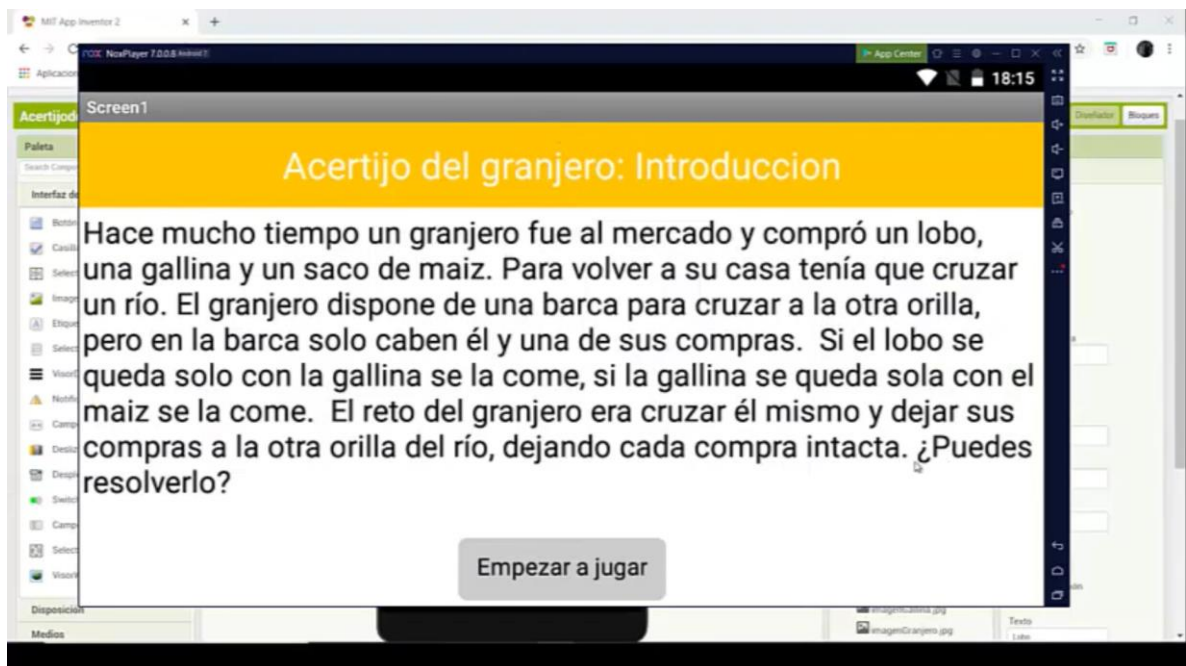 MIT App Inventor 2
NoxPlayer 7.0.0.8 Android 7
App Center
18:15
Screen1
Diseñador
Bloques
Paleta
Acertijo del granjero: Introduccion
Interfaz de
Hace mucho tiempo un granjero fue al mercado y compró un lobo,
una gallina y un saco de maiz. Para volver a su casa tenía que cruzar
un río. El granjero dispone de una barca para cruzar a la otra orilla,
pero en la barca solo caben él y una de sus compras. Si el lobo se
queda solo con la gallina se la come, si la gallina se queda sola con el
maiz se la come. El reto del granjero era cruzar él mismo y dejar sus
compras a la otra orilla del río, dejando cada compra intacta. ¿Puedes
resolverlo?
Empezar a jugar
Disposición
Medios
imagenGallina.jpg
imagenGranjero.jpg
Texto
Lobo